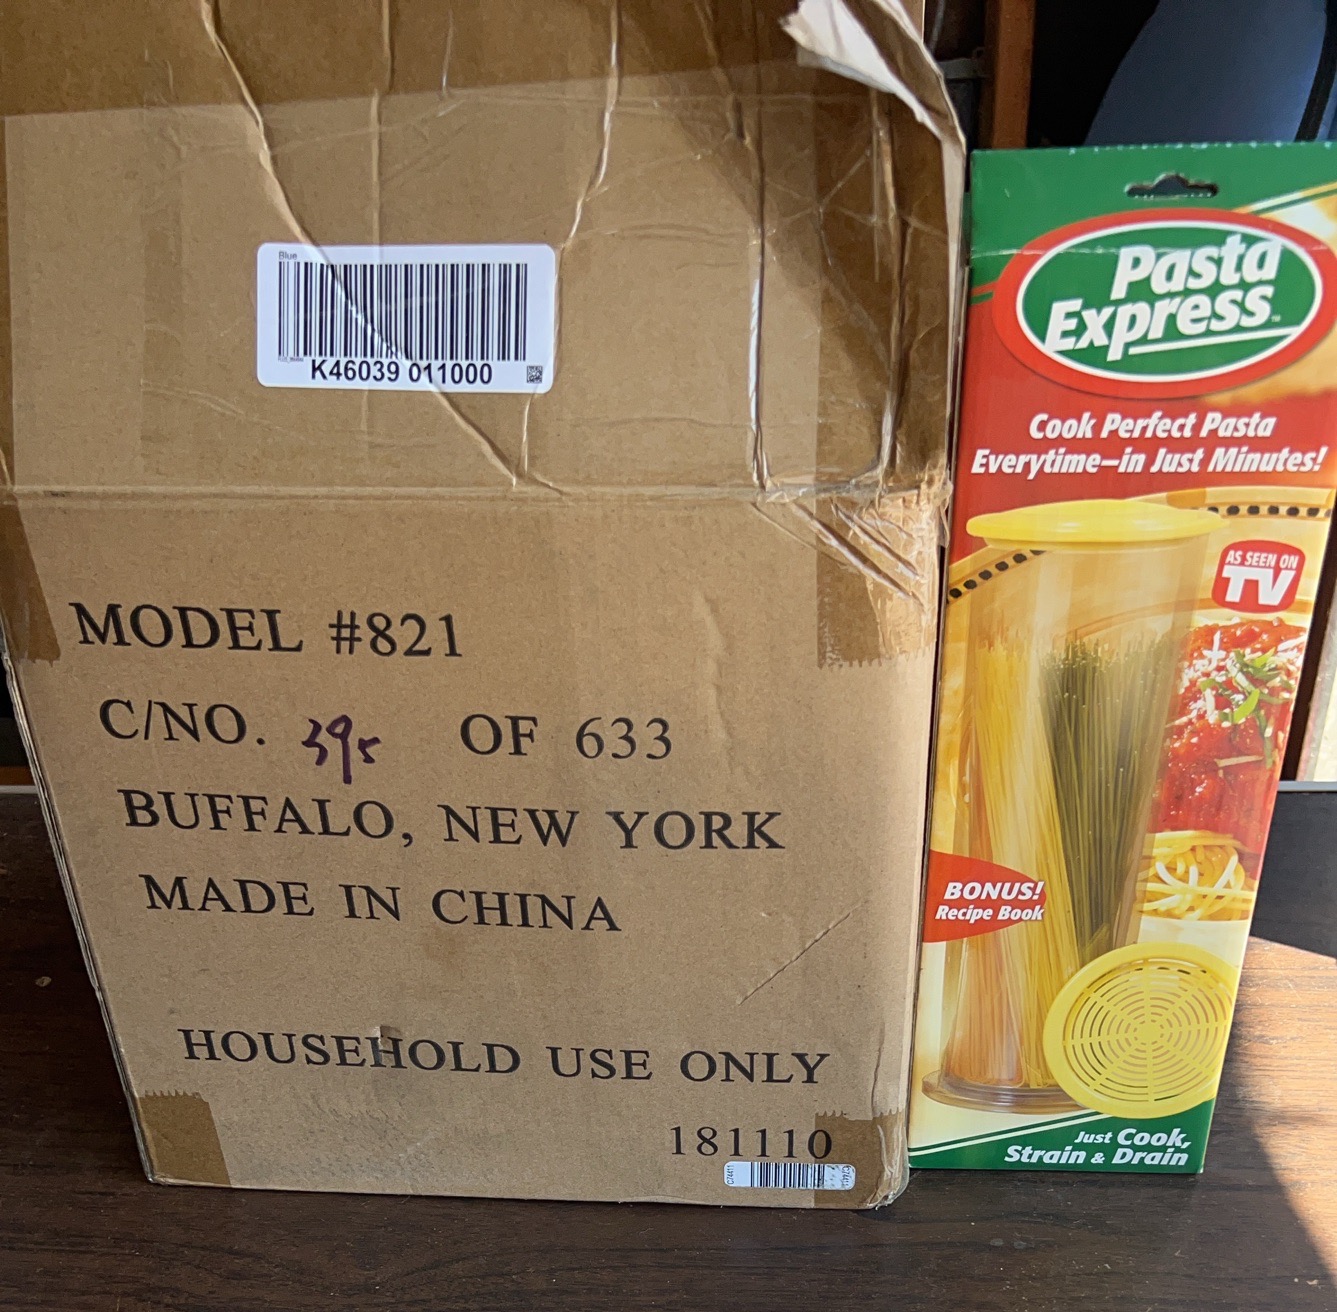 Blue
K46039 011000
MODEL #821
C/NO. 395 OF 633
BUFFALO, NEW YORK
MADE IN CHINA
HOUSEHOLD USE ONLY
181110
Pasta
Express™
Cook Perfect Pasta
Everytime—in Just Minutes!
AS SEEN ON
TV
BONUS!
Recipe Book
Just Cook,
Strain & Drain